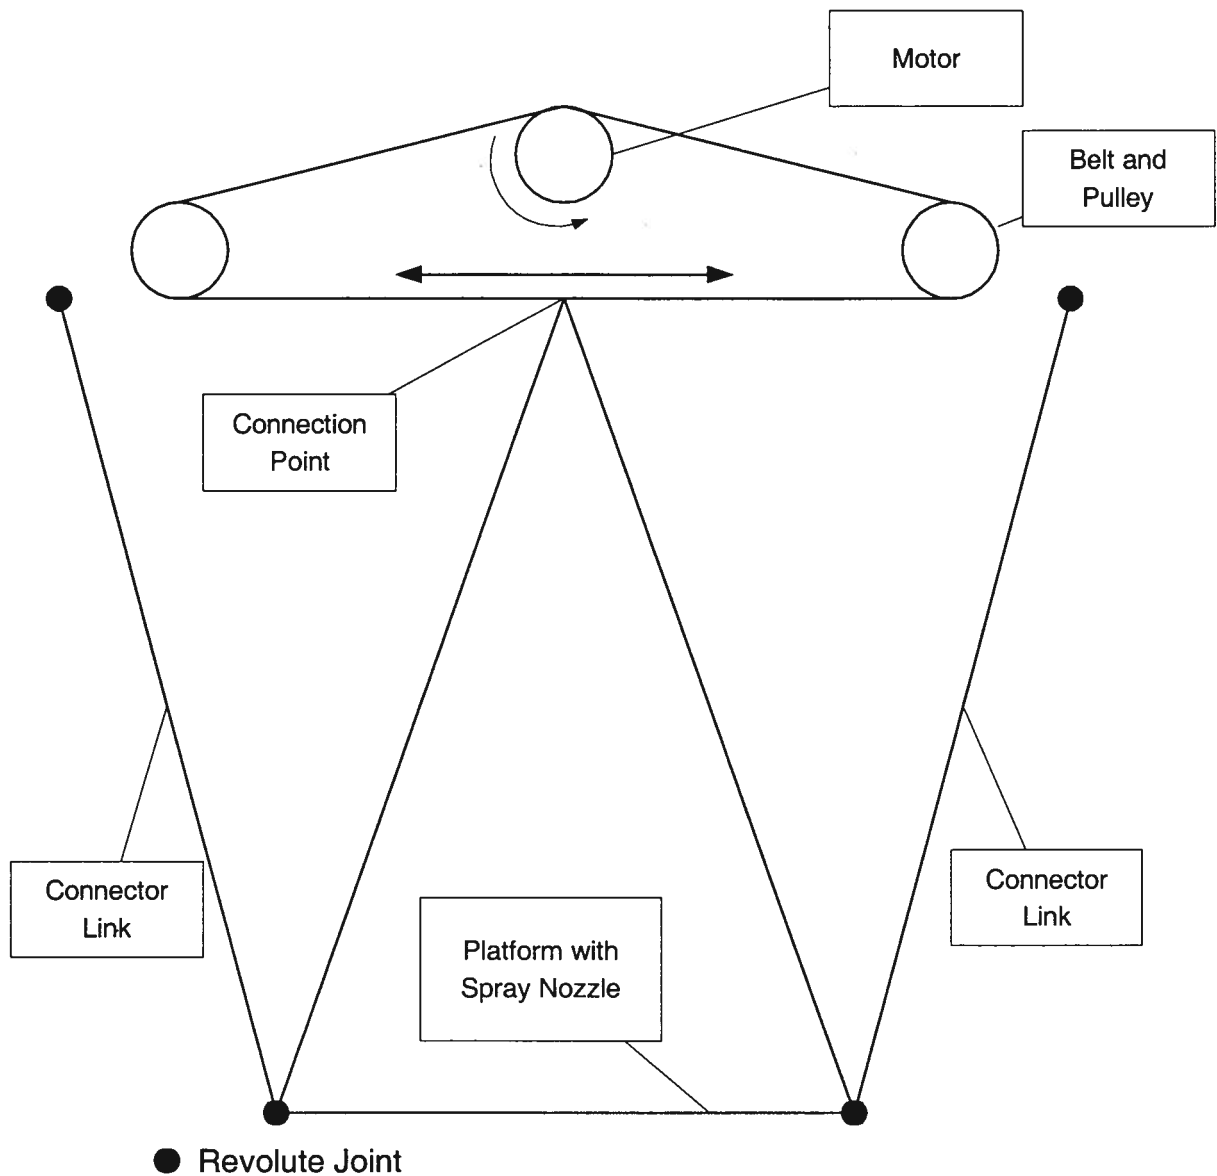 Motor
Belt and
Pulley
Connection
Point
Connector
Link
Connector
Link
Platform with
Spray Nozzle
Revolute Joint